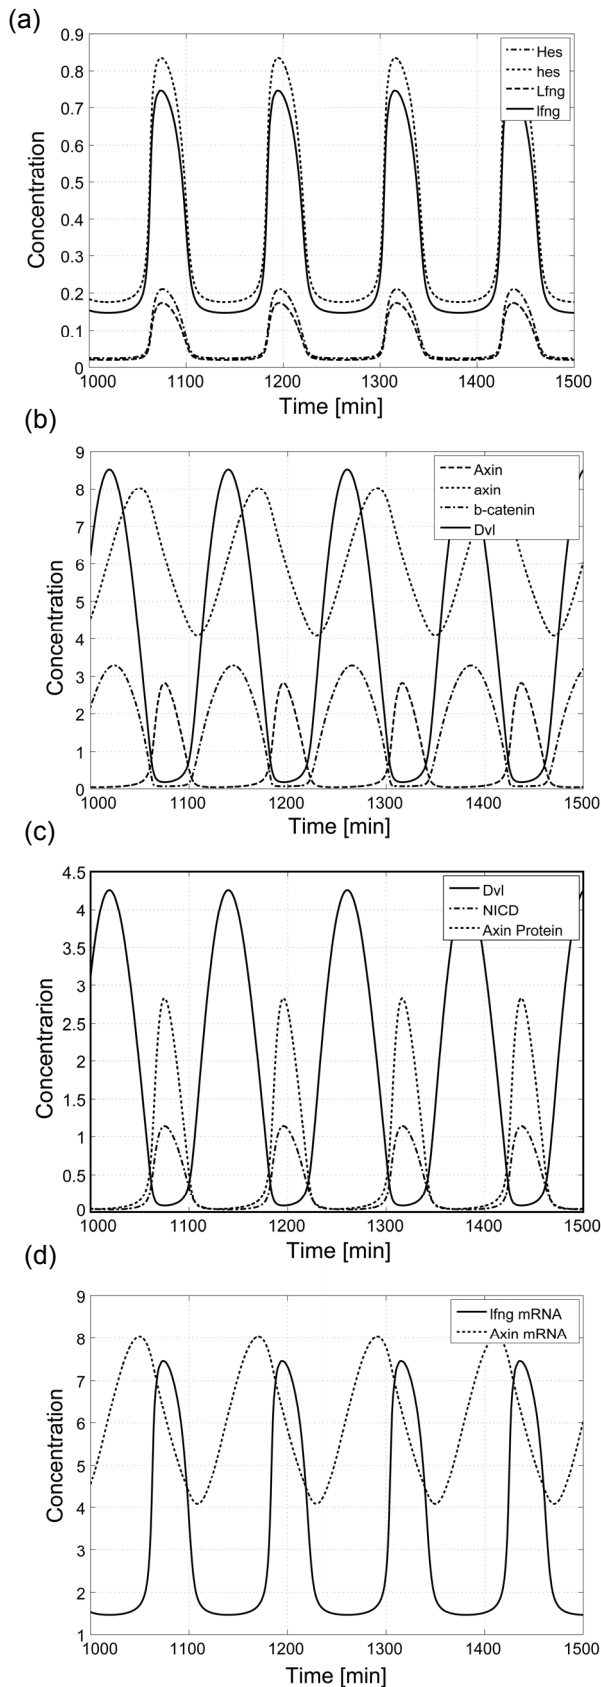 (a)
0.9
0.8
0.7
0.6
0.5
0.4
0.3
0.2
0.1
0
Concentration
Hes
hes
Lfng
lfng
1000 1100 1200 1300 1400 1500
Time [min]
(b)
9
8
7
6
5
4
3
2
1
0
Concentration
Axin
axin
b-catenin
Dvl
1000 1100 1200 1300 1400 1500
Time [min]
(c)
4.5
4
3.5
3
2.5
2
1.5
1
0.5
0
Concentrarion
Dvl
NICD
Axin Protein
1000 1100 1200 1300 1400 1500
Time [min]
(d)
9
8
7
6
5
4
3
2
1
Concentration
lfng mRNA
Axin mRNA
1000 1100 1200 1300 1400 1500
Time [min]